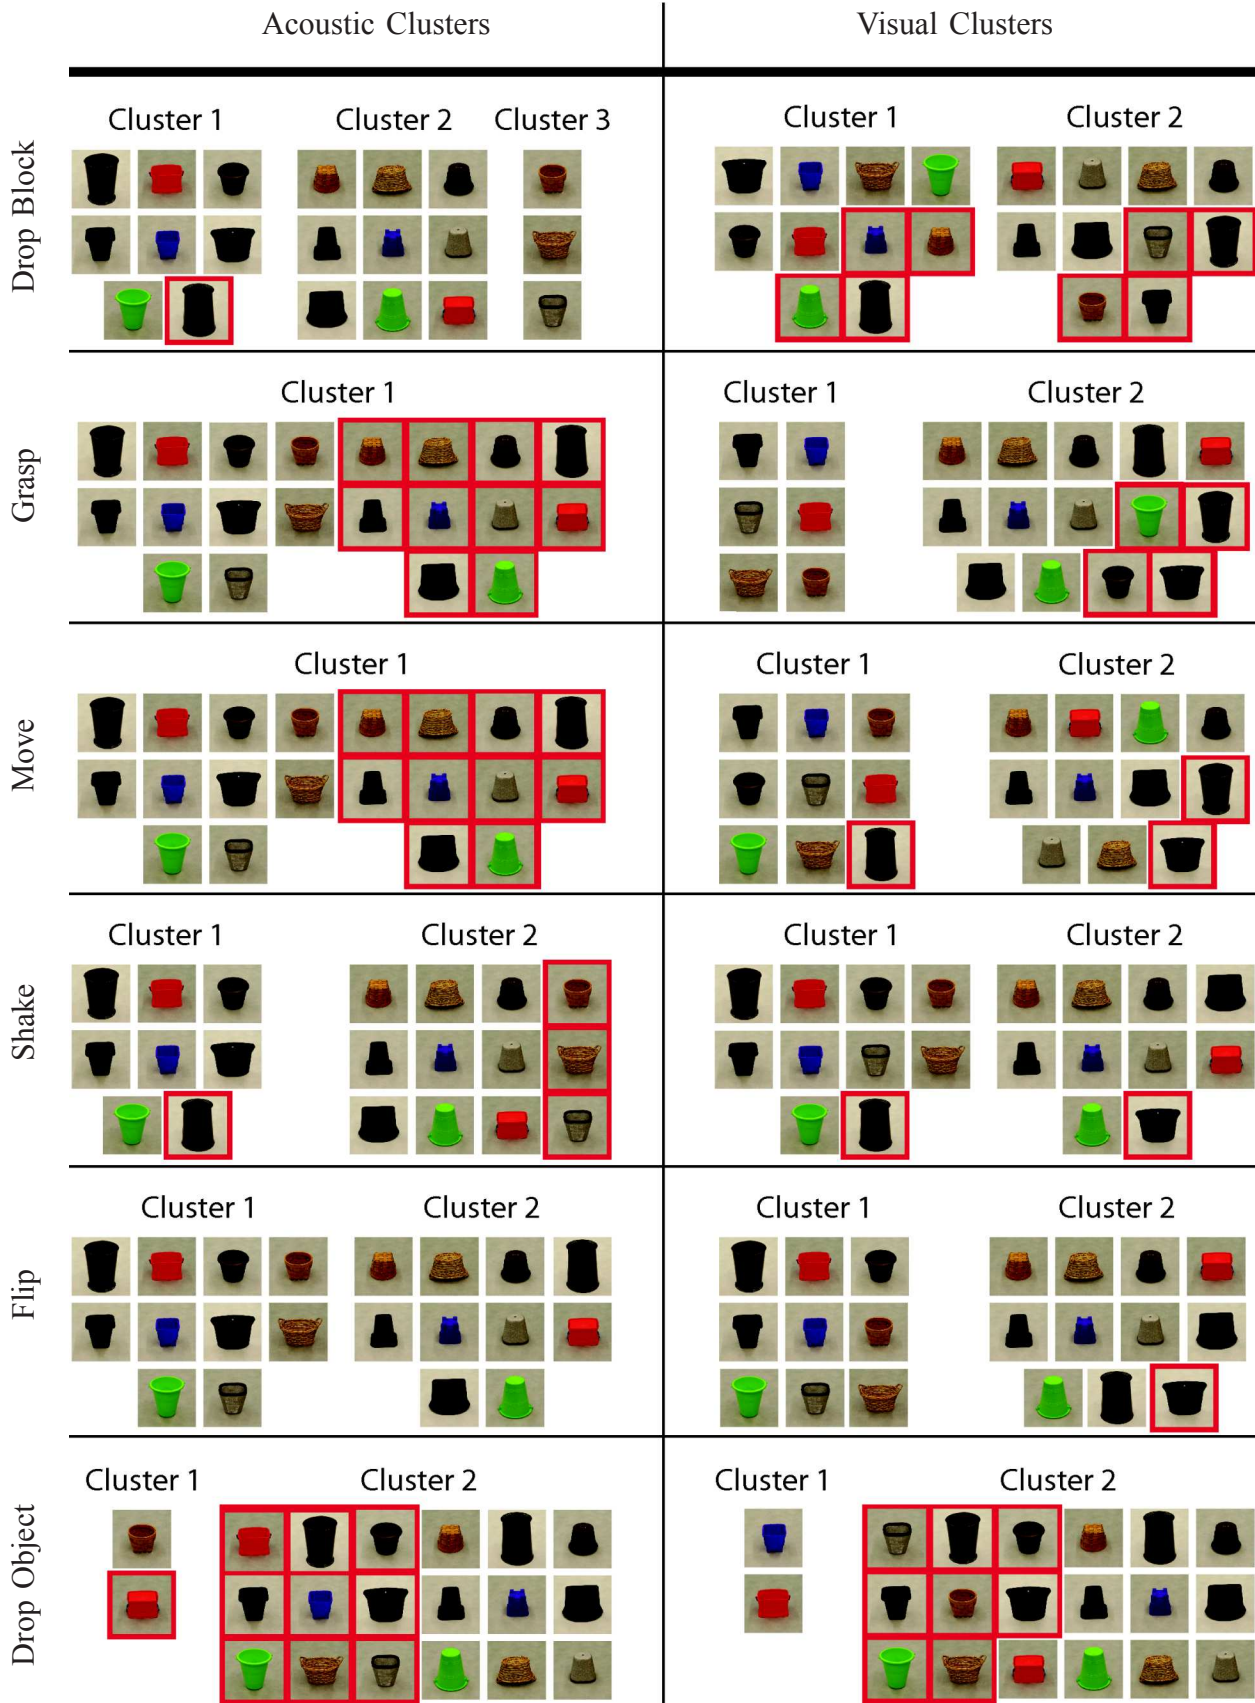 Acoustic Clusters
Visual Clusters
Drop Block
Cluster 1
Cluster 2
Cluster 3
Cluster 1
Cluster 2
Grasp
Cluster 1
Cluster 1
Cluster 2
Move
Cluster 1
Cluster 1
Cluster 2
Shake
Cluster 1
Cluster 2
Cluster 1
Cluster 2
Flip
Cluster 1
Cluster 2
Cluster 1
Cluster 2
Drop Object
Cluster 1
Cluster 2
Cluster 1
Cluster 2